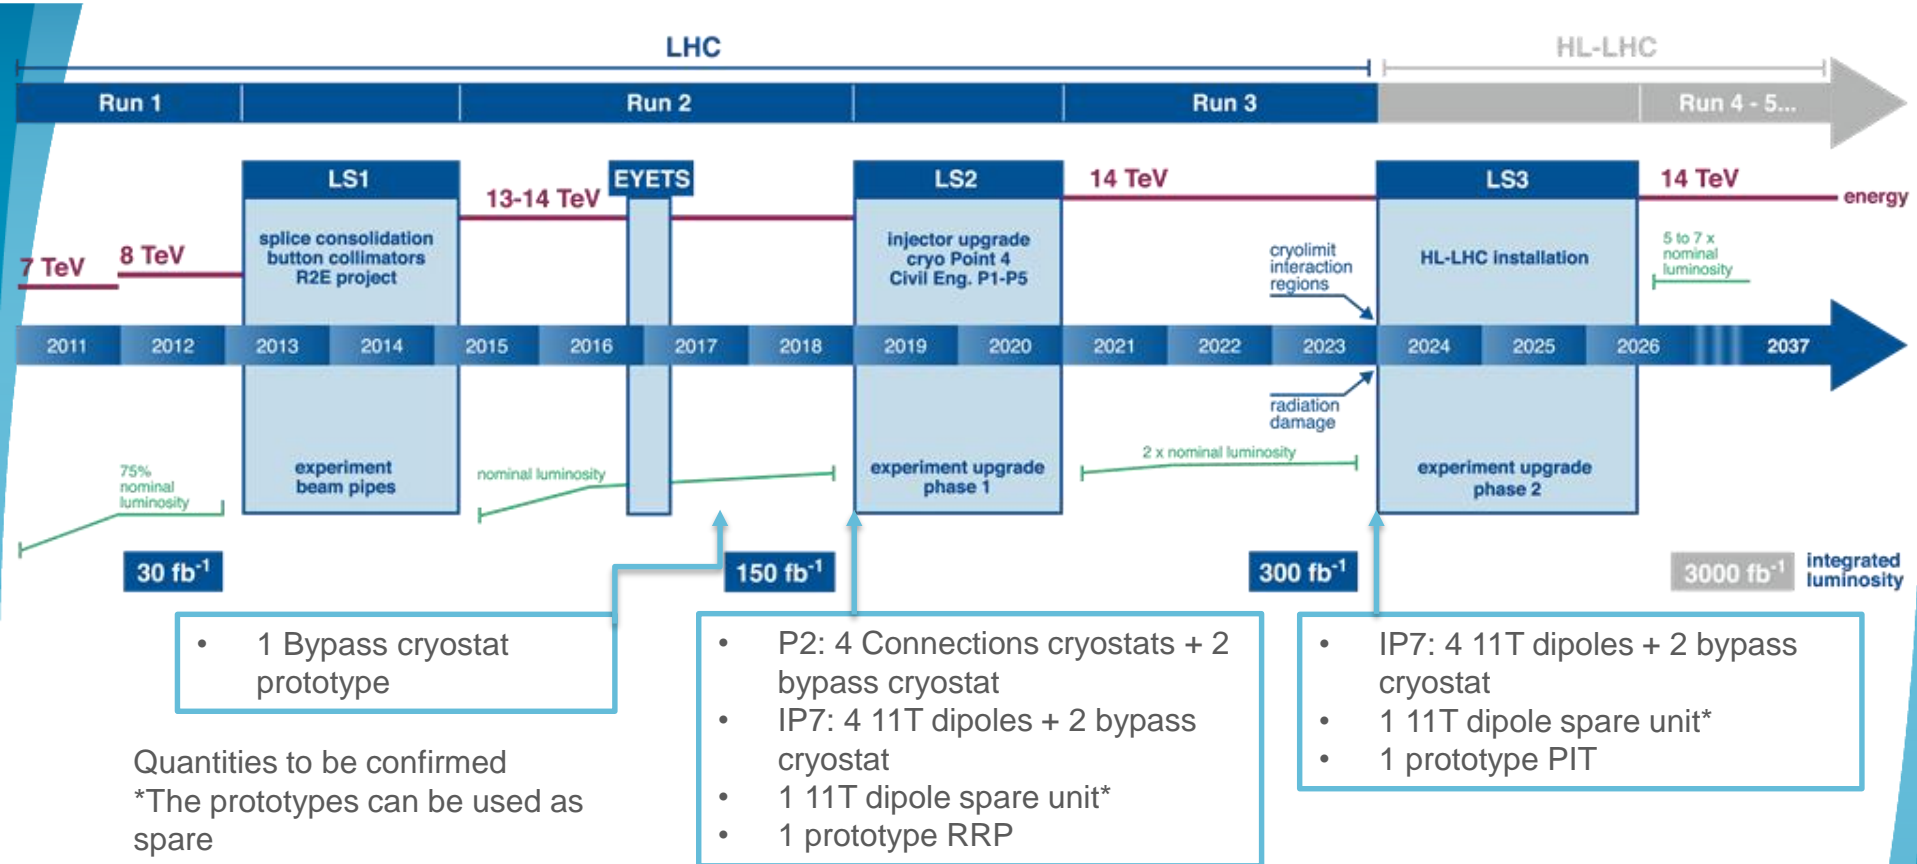 LHC
HL-LHC
Run 1
Run 2
Run 3
Run 4 - 5...
LS1
EYETS
LS2
LS3
14 TeV
14 TeV
13-14 TeV
energy
splice consolidation
button collimators
R2E project
injector upgrade
cryo Point 4
Civil Eng. P1-P5
cryolimit
interaction
regions
HL-LHC installation
5 to 7 x
nominal
luminosity
7 TeV
8 TeV
2011
2012
2013
2014
2015
2016
2017
2018
2019
2020
2021
2022
2023
2024
2025
2026
2037
radiation
damage
75%
nominal
luminosity
experiment
beam pipes
nominal luminosity
experiment upgrade
phase 1
2 x nominal luminosity
experiment upgrade
phase 2
30 fb⁻¹
150 fb⁻¹
300 fb⁻¹
3000 fb⁻¹
integrated
luminosity
• 1 Bypass cryostat
prototype
• P2: 4 Connections cryostats + 2
bypass cryostat
• IP7: 4 11T dipoles + 2 bypass
cryostat
• 1 11T dipole spare unit*
• 1 prototype RRP
• IP7: 4 11T dipoles + 2 bypass
cryostat
• 1 11T dipole spare unit*
• 1 prototype PIT
Quantities to be confirmed
*The prototypes can be used as
spare